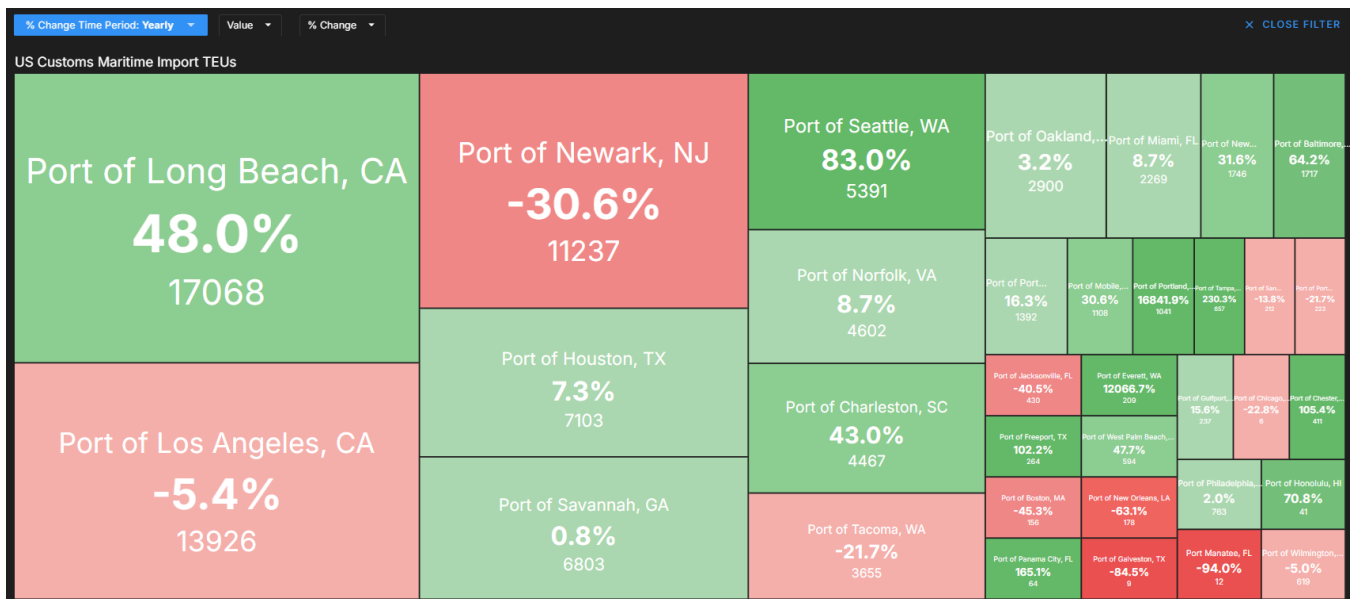 % Change Time Period: Yearly
Value
% Change
× CLOSE FILTER
US Customs Maritime Import TEUs
Port of Long Beach, CA
48.0%
17068
Port of Los Angeles, CA
-5.4%
13926
Port of Newark, NJ
-30.6%
11237
Port of Houston, TX
7.3%
7103
Port of Savannah, GA
0.8%
6803
Port of Seattle, WA
83.0%
5391
Port of Norfolk, VA
8.7%
4602
Port of Charleston, SC
43.0%
4467
Port of Tacoma, WA
-21.7%
3655
Port of Oakland,...
3.2%
2900
Port of Miami, FL
8.7%
2269
Port of New...
31.6%
1746
Port of Baltimore,...
64.2%
1717
Port of Port...
16.3%
1392
Port of Mobile,...
30.6%
1108
Port of Portland,...
16841.9%
1041
Port of Tampa,...
230.3%
657
Port of San...
-13.8%
212
Port of Port...
-21.7%
223
Port of Jacksonville, FL
-40.5%
430
Port of Everett, WA
12066.7%
209
Port of Freeport, TX
102.2%
264
Port of West Palm Beach,...
47.7%
594
Port of Boston, MA
-45.3%
156
Port of New Orleans, LA
-63.1%
178
Port of Panama City, FL
165.1%
64
Port of Galveston, TX
-84.5%
9
Port of Gulfport,...
15.6%
237
Port of Chicago,...
-22.8%
6
Port of Chester,...
105.4%
411
Port of Philadelphia,...
2.0%
763
Port of Honolulu, HI
70.8%
41
Port Manatee, FL
-94.0%
12
Port of Wilmington,...
-5.0%
619